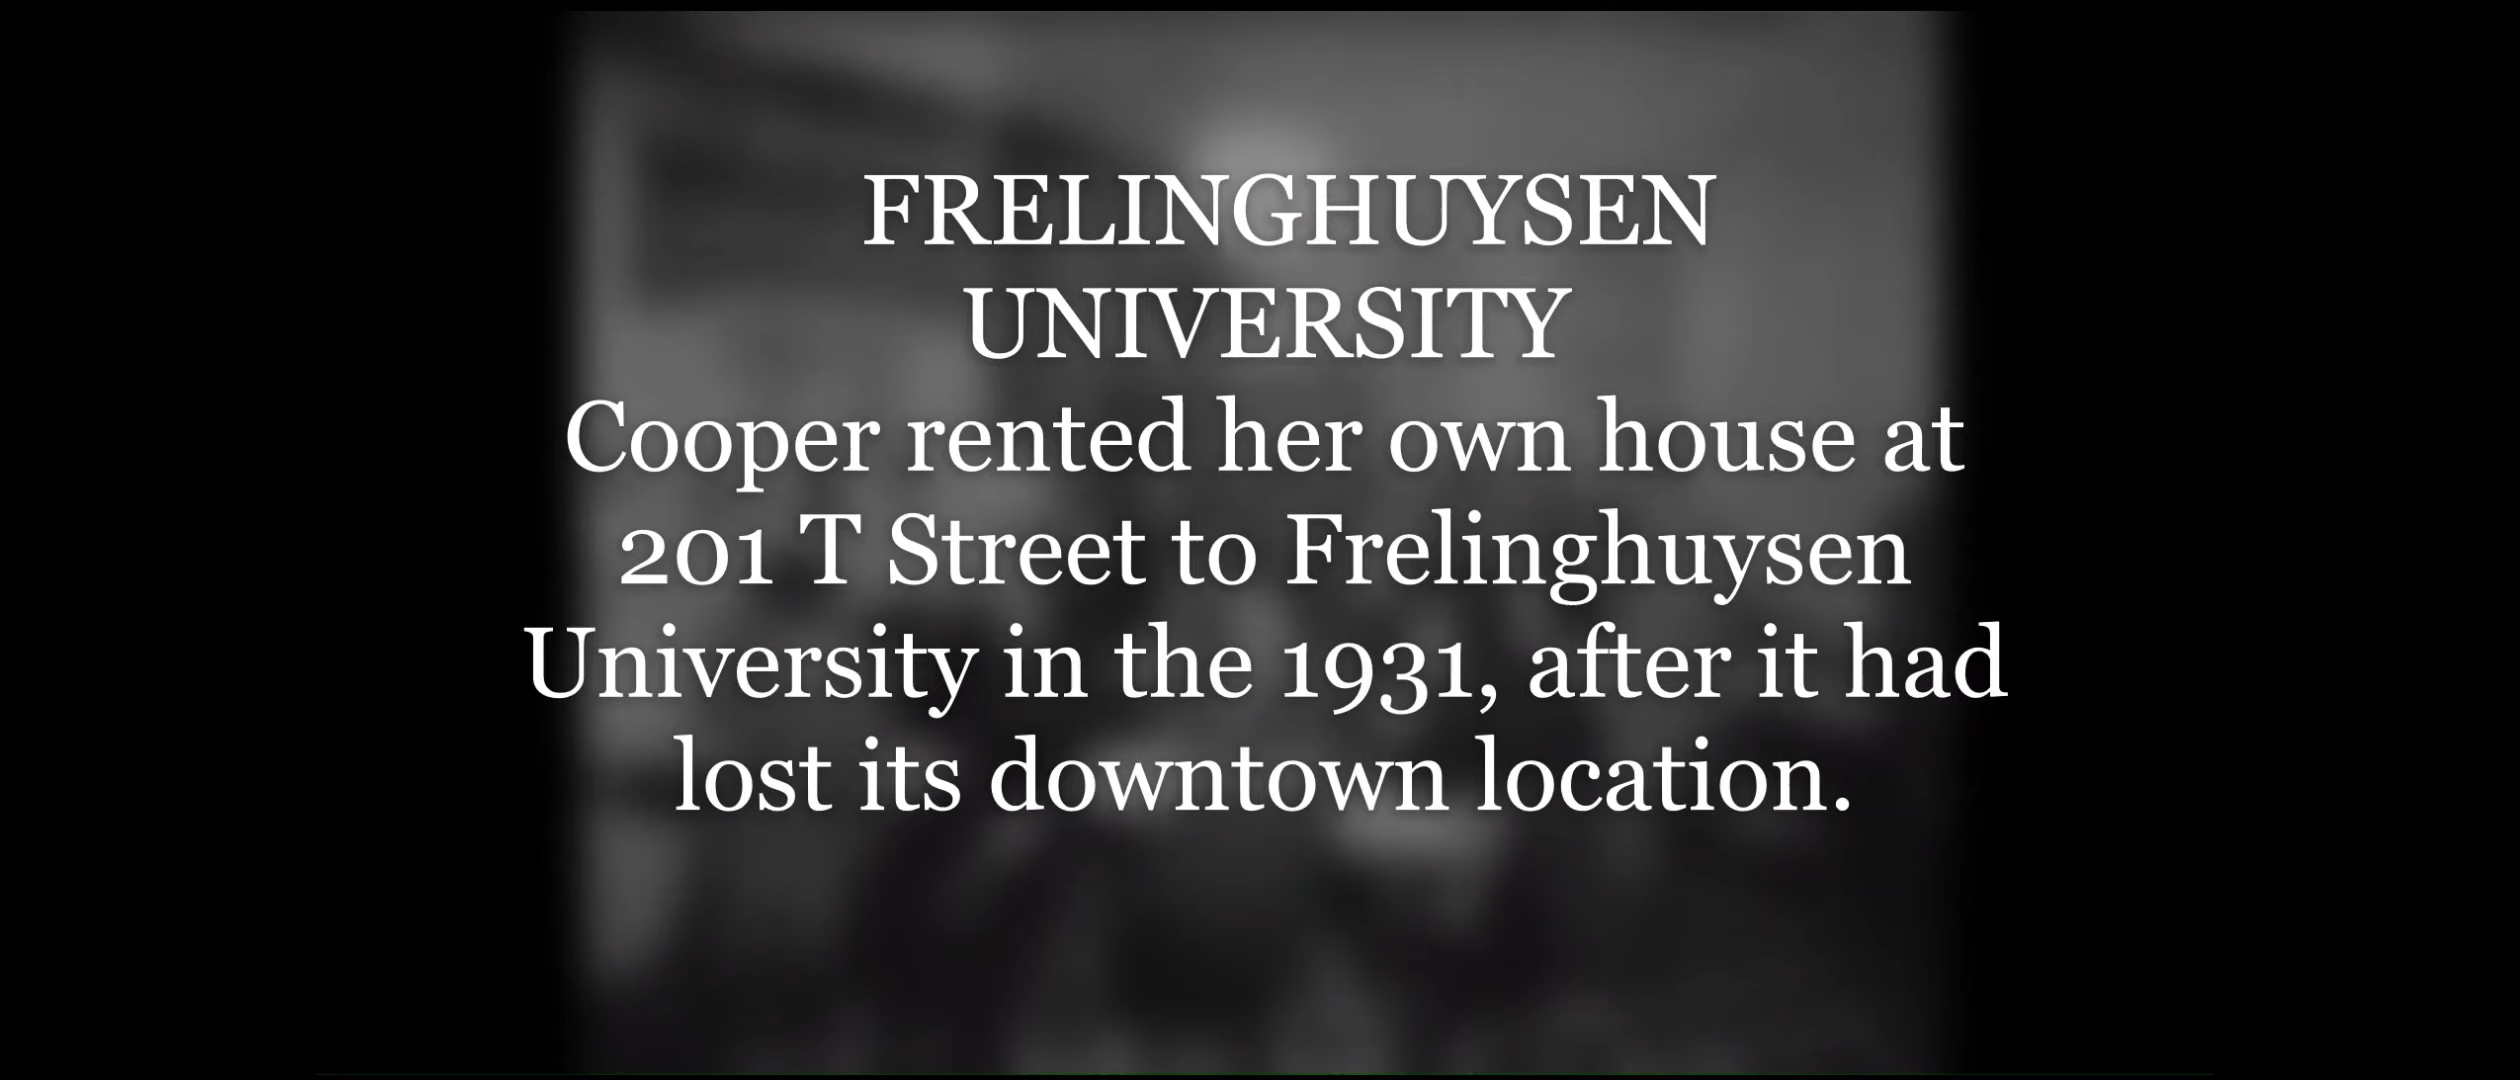 FRELINGHUYSEN
UNIVERSITY
Cooper rented her own house at
201 T Street to Frelinghuysen
University in the 1931, after it had
lost its downtown location.